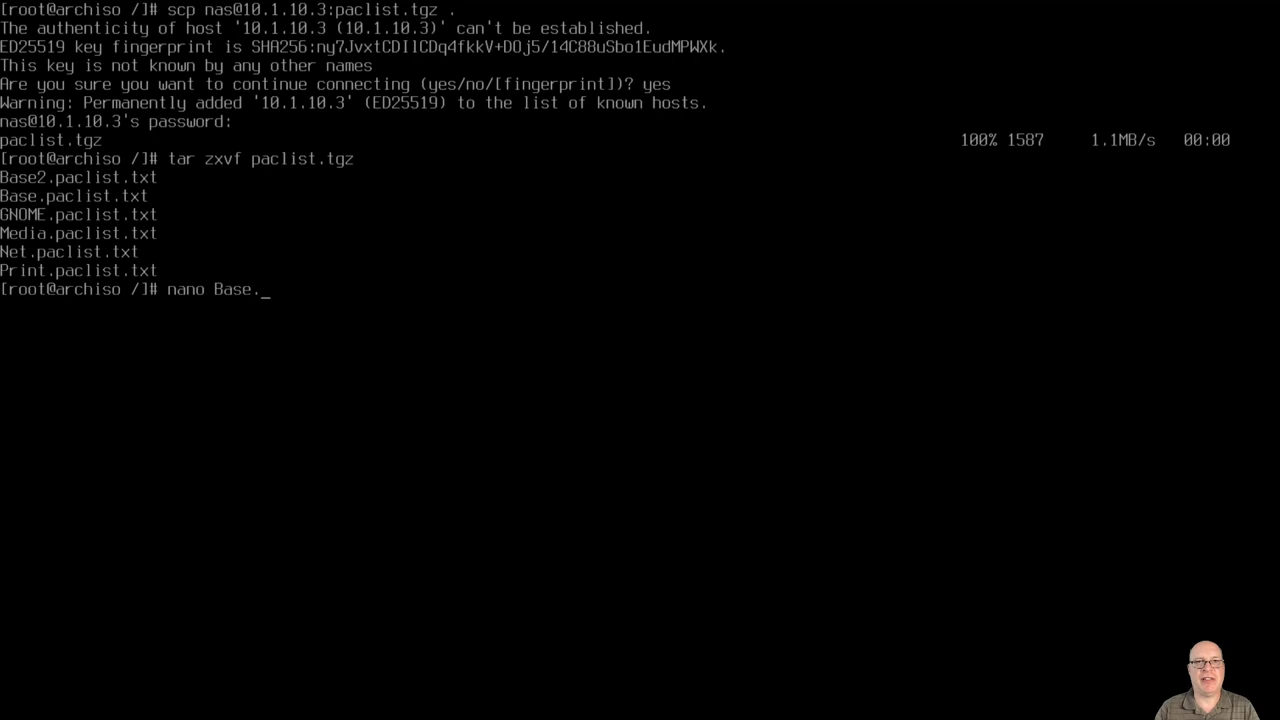 [root@archiso /]# scp nas@10.1.10.3:paclist.tgz .
The authenticity of host '10.1.10.3 (10.1.10.3)' can't be established.
ED25519 key fingerprint is SHA256:ny7JvxtCDIlCDq4fkkV+DOj5/14C88uSbo1EudMPWXk.
This key is not known by any other names
Are you sure you want to continue connecting (yes/no/[fingerprint])? yes
Warning: Permanently added '10.1.10.3' (ED25519) to the list of known hosts.
nas@10.1.10.3's password:
paclist.tgz 100% 1587 1.1MB/s 00:00
[root@archiso /]# tar zxvf paclist.tgz
Base2.paclist.txt
Base.paclist.txt
GNOME.paclist.txt
Media.paclist.txt
Net.paclist.txt
Print.paclist.txt
[root@archiso /]# nano Base._